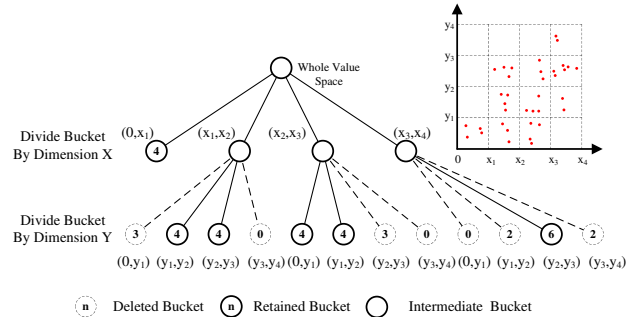 y₄
y₃
y₂
y₁
0 x₁ x₂ x₃ x₄
Whole Value
Space
Divide Bucket
By Dimension X
(0,x₁) (x₁,x₂) (x₂,x₃) (x₃,x₄)
4
Divide Bucket
By Dimension Y
3 4 4 0 4 4 3 0 0 2 6 2
(0,y₁) (y₁,y₂) (y₂,y₃) (y₃,y₄) (0,y₁) (y₁,y₂) (y₂,y₃) (y₃,y₄) (0,y₁) (y₁,y₂) (y₂,y₃) (y₃,y₄)
n Deleted Bucket n Retained Bucket Intermediate Bucket